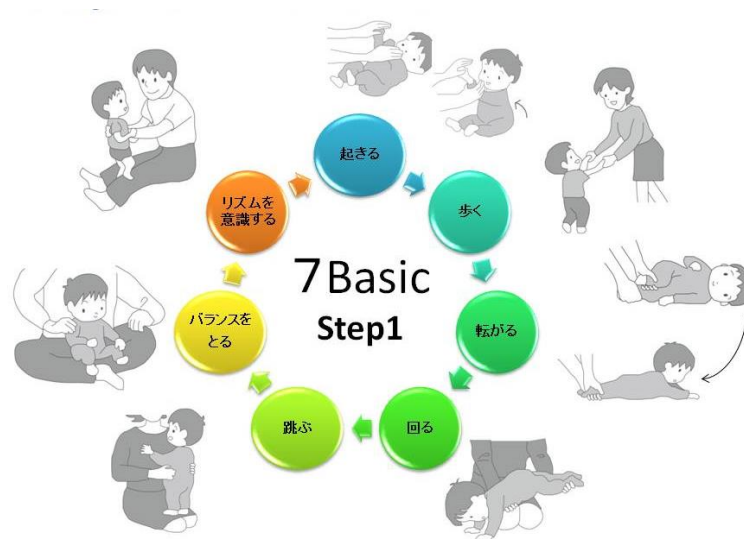 起きる
歩く
転がる
回る
跳ぶ
バランスを
とる
リズムを
意識する
7Basic
Step1